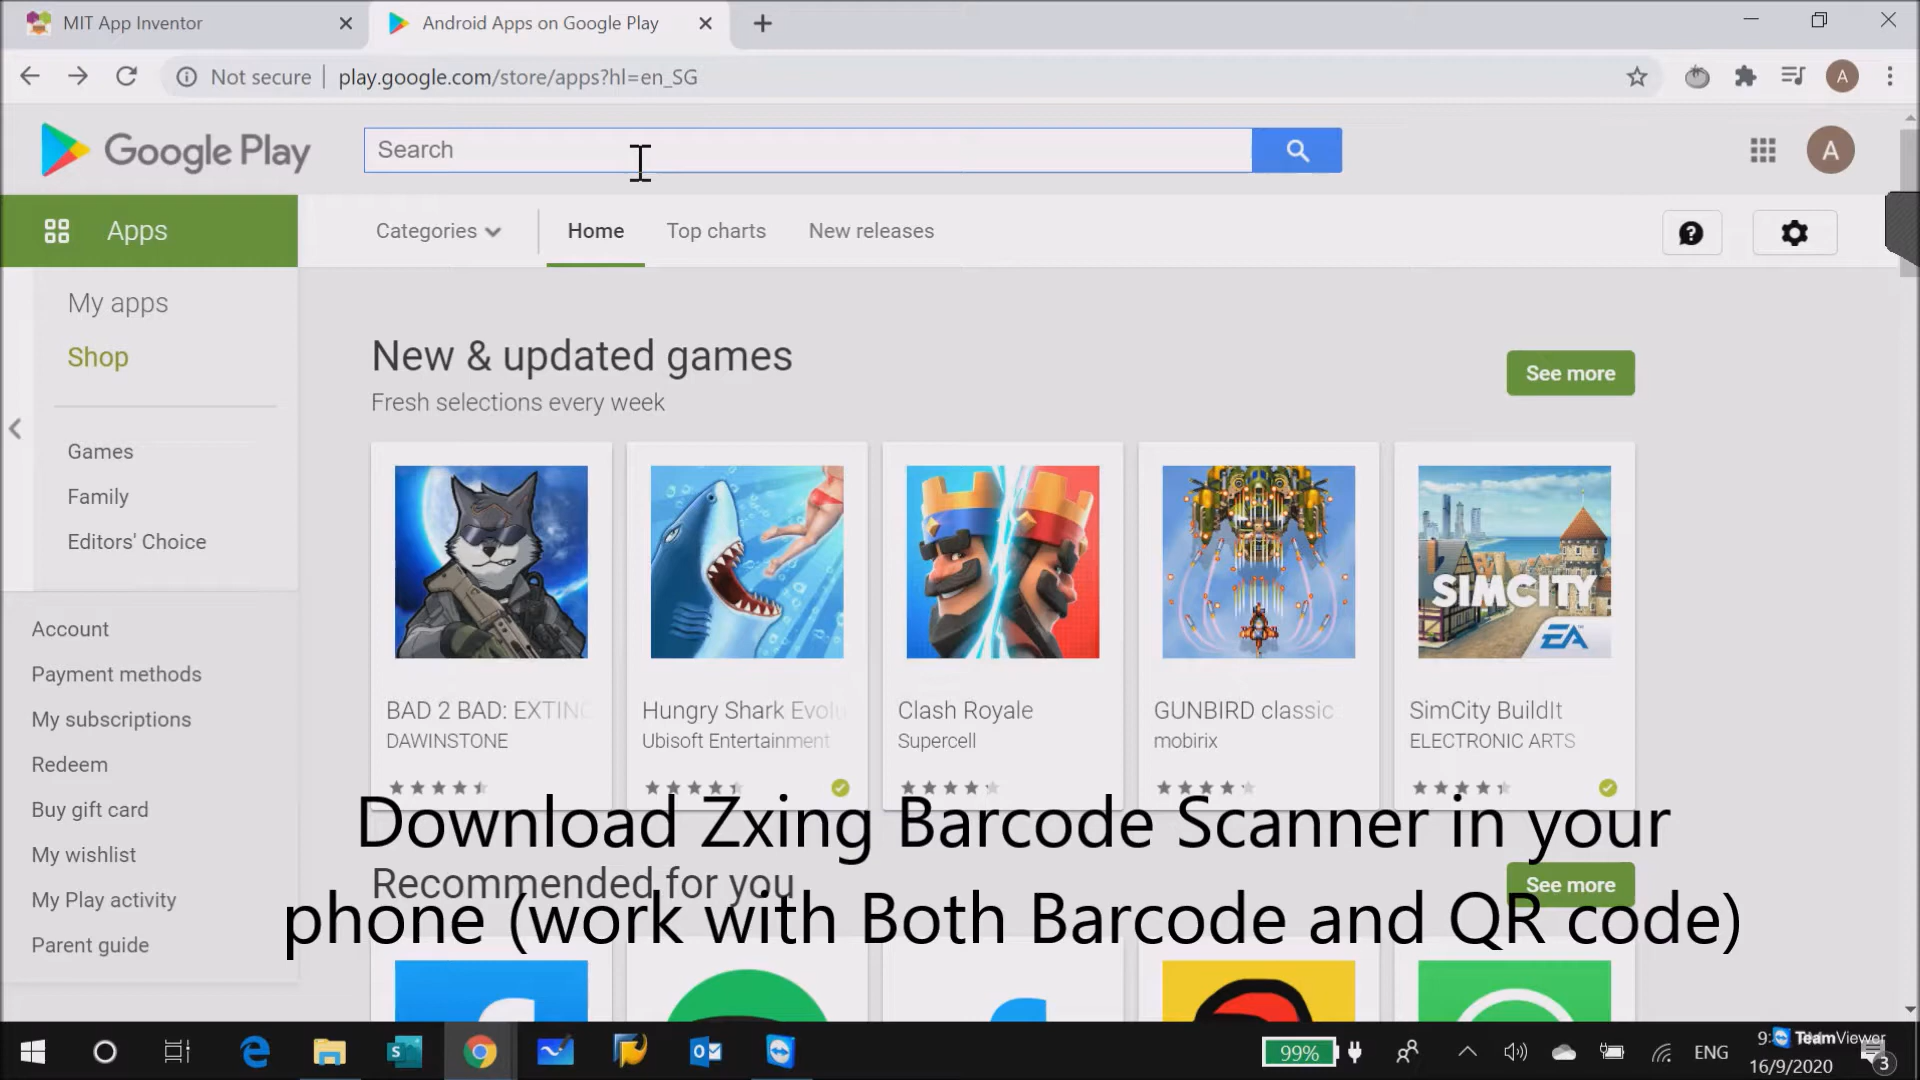 MIT App Inventor
Android Apps on Google Play
Not secure
play.google.com/store/apps?hl=en_SG
A
Google Play
Search
A
Apps
Categories
Home
Top charts
New releases
?
My apps
Shop
Games
Family
Editors' Choice
Account
Payment methods
My subscriptions
Redeem
Buy gift card
My wishlist
My Play activity
Parent guide
New & updated games
Fresh selections every week
See more
SIMCITY
EA
BAD 2 BAD: EXTINC
DAWINSTONE
Hungry Shark Evolu
Ubisoft Entertainment
Clash Royale
Supercell
GUNBIRD classic
mobirix
SimCity BuildIt
ELECTRONIC ARTS
Download Zxing Barcode Scanner in your
Recommended for you
See more
phone (work with Both Barcode and QR code)
99%
ENG
TeamViewer
16/9/2020
3